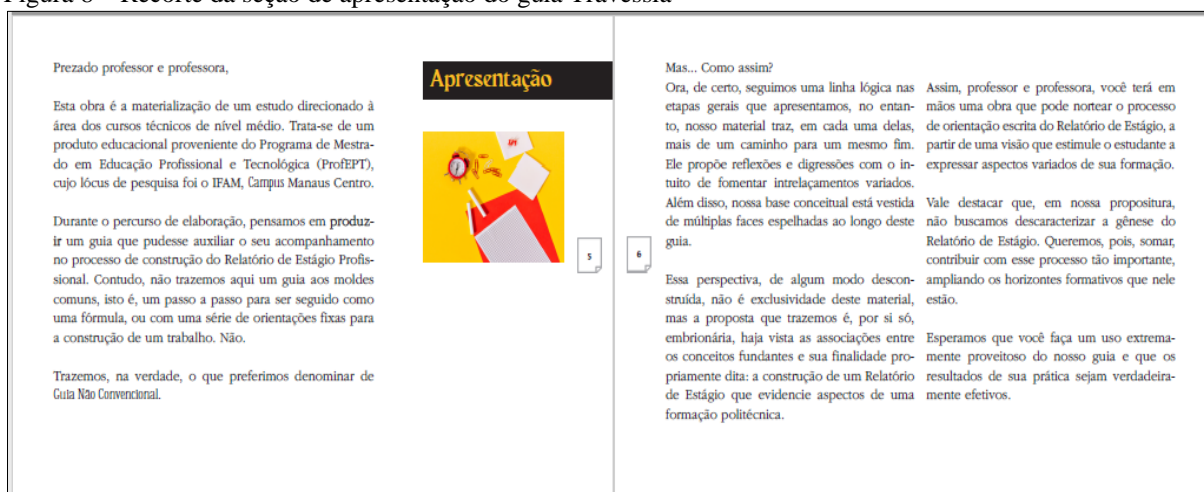 Figura 8 – Recorte da seção de apresentação do guia Travessia
Prezado professor e professora,
Esta obra é a materialização de um estudo direcionado à
área dos cursos técnicos de nível médio. Trata-se de um
produto educacional proveniente do Programa de Mestra-
do em Educação Profissional e Tecnológica (ProfEPT),
cujo lócus de pesquisa foi o IFAM, Campus Manaus Centro.
Durante o percurso de elaboração, pensamos em produz-
ir um guia que pudesse auxiliar o seu acompanhamento
no processo de construção do Relatório de Estágio Profis-
sional. Contudo, não trazemos aqui um guia aos moldes
comuns, isto é, um passo a passo para ser seguido como
uma fórmula, ou com uma série de orientações fixas para
a construção de um trabalho. Não.
Trazemos, na verdade, o que preferimos denominar de
Guia Não Convencional.
Apresentação
5
6
Mas... Como assim?
Ora, de certo, seguimos uma linha lógica nas
etapas gerais que apresentamos, no entan-
to, nosso material traz, em cada uma delas,
mais de um caminho para um mesmo fim.
Ele propõe reflexões e digressões com o in-
tuito de fomentar intrelaçamentos variados.
Além disso, nossa base conceitual está vestida
de múltiplas faces espelhadas ao longo deste
guia.
Essa perspectiva, de algum modo descon-
struída, não é exclusividade deste material,
mas a proposta que trazemos é, por si só,
embrionária, haja vista as associações entre
os conceitos fundantes e sua finalidade pro-
priamente dita: a construção de um Relatório
de Estágio que evidencie aspectos de uma
formação politécnica.
Assim, professor e professora, você terá em
mãos uma obra que pode nortear o processo
de orientação escrita do Relatório de Estágio, a
partir de uma visão que estimule o estudante a
expressar aspectos variados de sua formação.
Vale destacar que, em nossa propositura,
não buscamos descaracterizar a gênese do
Relatório de Estágio. Queremos, pois, somar,
contribuir com esse processo tão importante,
ampliando os horizontes formativos que nele
estão.
Esperamos que você faça um uso extrema-
mente proveitoso do nosso guia e que os
resultados de sua prática sejam verdadeira-
mente efetivos.